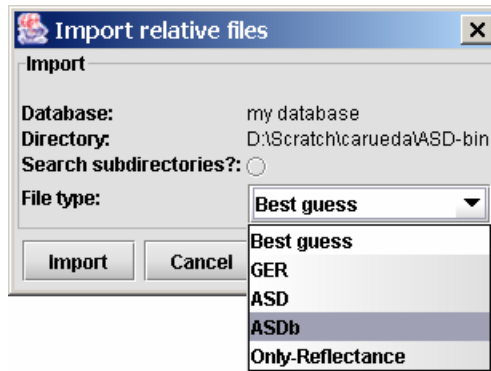 Import relative files
Import
Database: my database
Directory: D:\Scratch\carueda\ASD-bin
Search subdirectories?:
File type: Best guess
Best guess
Import Cancel GER
ASD
ASDb
Only-Reflectance